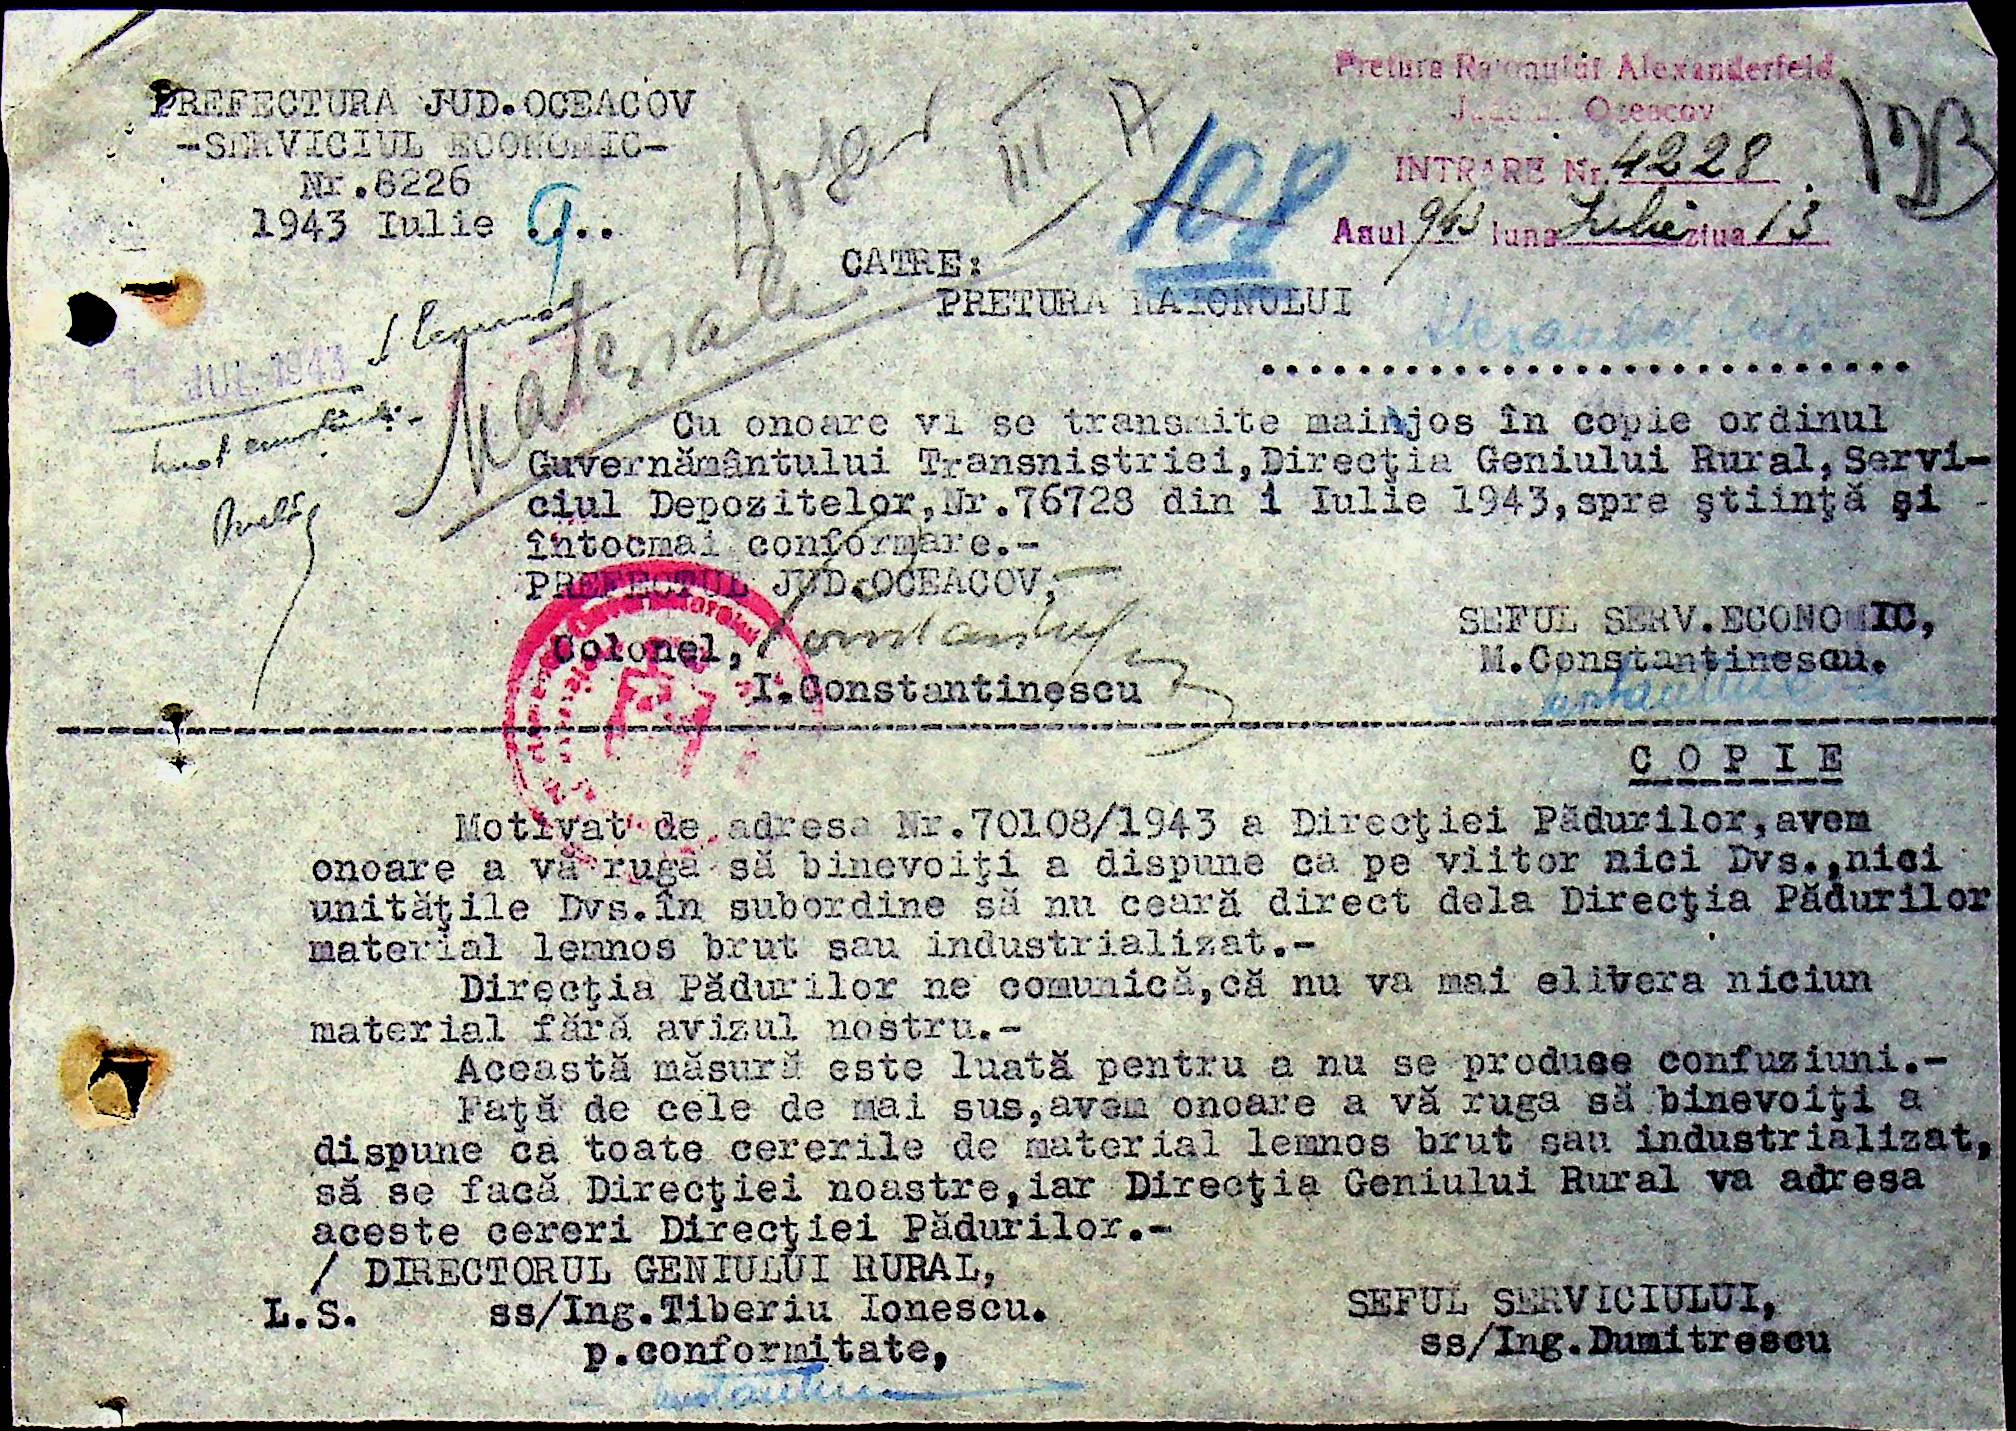 PREFECTURA JUD.OCEACOV
-SERVICIUL ECONOMIC-
Nr.8226
1943 Iulie 9....
Pretura Raionului Alexanderfeld
Oceacov
INTRARE Nr. 4228
Anul 943 luna Iulie ziua 13
108
CATRE:
PRETURA RAIONULUI
..............................
JUL 1943
Materiale
Cu onoare vi se transmite mainjos în copie ordinul
Guvernământului Transnistriei,Direcţia Geniului Rural,Servi-
ciul Depozitelor,Nr.76728 din 1 Iulie 1943,spre ştiinţă şi
întocmai conformare.-
PREFECTUL JUD.OCEACOV,
Colonel,
I.Constantinescu
SEFUL SERV.ECONOMIC,
M.Constantinescu.
C O P I E
Motivat de adresa Nr.70108/1943 a Direcţiei Pădurilor,avem
onoare a vă ruga să binevoiţi a dispune ca pe viitor nici Dvs.,nici
unităţile Dvs.în subordine să nu ceară direct dela Direcţia Pădurilor
material lemnos brut sau industrializat.-
Direcţia Pădurilor ne comunică,că nu va mai elibera niciun
material fără avizul nostru.-
Această măsură este luată pentru a nu se produce confuziuni.-
Faţă de cele de mai sus,avem onoare a vă ruga să binevoiţi a
dispune ca toate cererile de material lemnos brut sau industrializat,
să se facă Direcţiei noastre,iar Direcţia Geniului Rural va adresa
aceste cereri Direcţiei Pădurilor.-
/ DIRECTORUL GENIULUI RURAL,
L.S. ss/Ing.Tiberiu Ionescu.
p.conformitate,
SEFUL SERVICIULUI,
ss/Ing.Dumitrescu